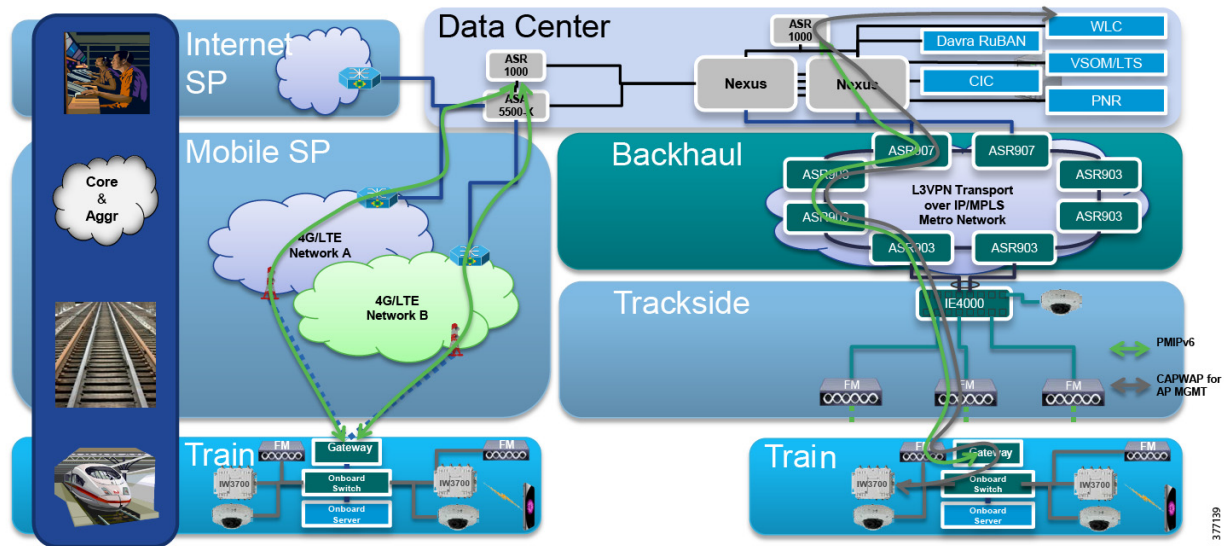 Internet
SP
Data Center
ASR
1000
ASA
5500-X
ASR
1000
Nexus
Nexus
WLC
Davra RuBAN
VSOM/LTS
CIC
PNR
Core
&
Aggr
Mobile SP
4G/LTE
Network A
4G/LTE
Network B
Backhaul
ASR907
ASR907
ASR903
ASR903
ASR903
ASR903
ASR903
ASR903
L3VPN Transport
over IP/MPLS
Metro Network
Trackside
IE4000
FM
FM
FM
PMIPv6
CAPWAP for
AP MGMT
Train
FM
Gateway
FM
IW3700
Onboard
Switch
IW3700
Onboard
Server
Train
FM
Gateway
FM
IW3700
Onboard
Switch
IW3700
Onboard
Server
377139